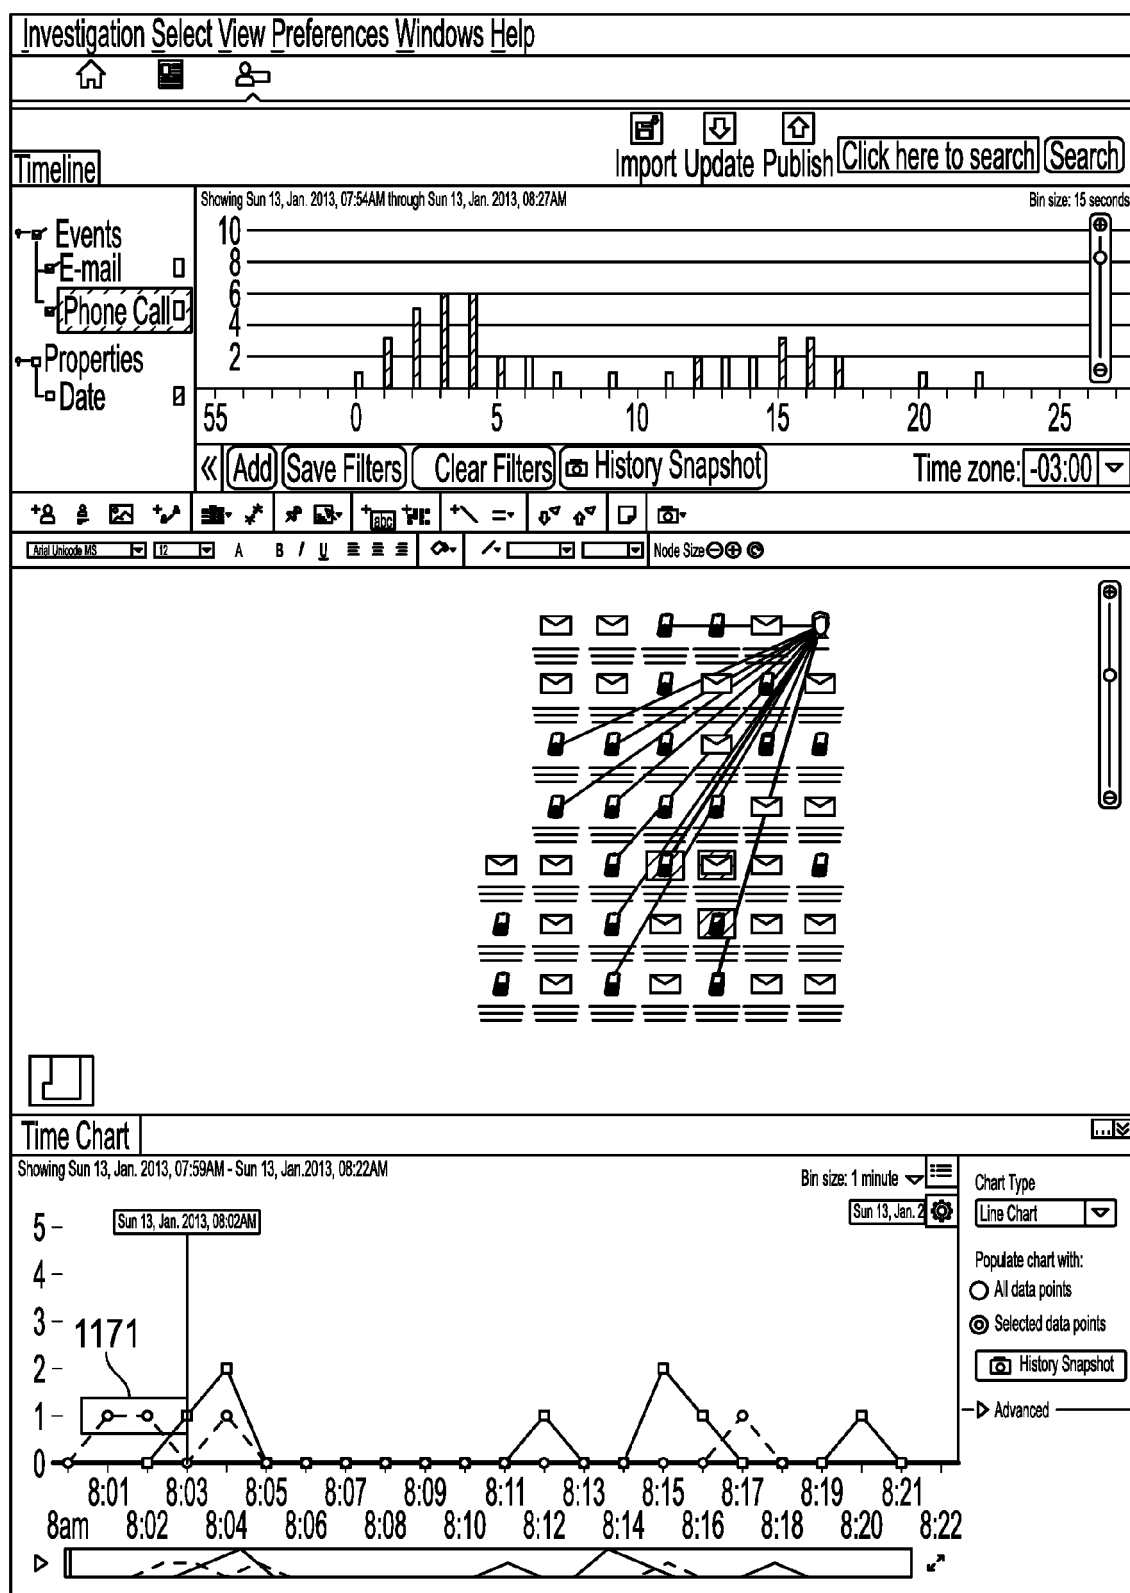 Investigation Select View Preferences Windows Help
Import Update Publish Click here to search Search
Timeline
Showing Sun 13, Jan. 2013, 07:54AM through Sun 13, Jan. 2013, 08:27AM
Bin size: 15 seconds
Events
E-mail
Phone Call
Properties
Date
10
8
6
4
2
55 0 5 10 15 20 25
Add Save Filters Clear Filters History Snapshot Time zone: -03:00
abc
Arial Unicode MS 12 A B I U Node Size
Time Chart
...
Showing Sun 13, Jan. 2013, 07:59AM - Sun 13, Jan.2013, 08:22AM
Bin size: 1 minute
Sun 13, Jan. 2013, 08:02AM
Sun 13, Jan. 2
Chart Type
Line Chart
Populate chart with:
All data points
Selected data points
History Snapshot
Advanced
5
4
3
2
1
0
1171
8:01 8:03 8:05 8:07 8:09 8:11 8:13 8:15 8:17 8:19 8:21
8am 8:02 8:04 8:06 8:08 8:10 8:12 8:14 8:16 8:18 8:20 8:22